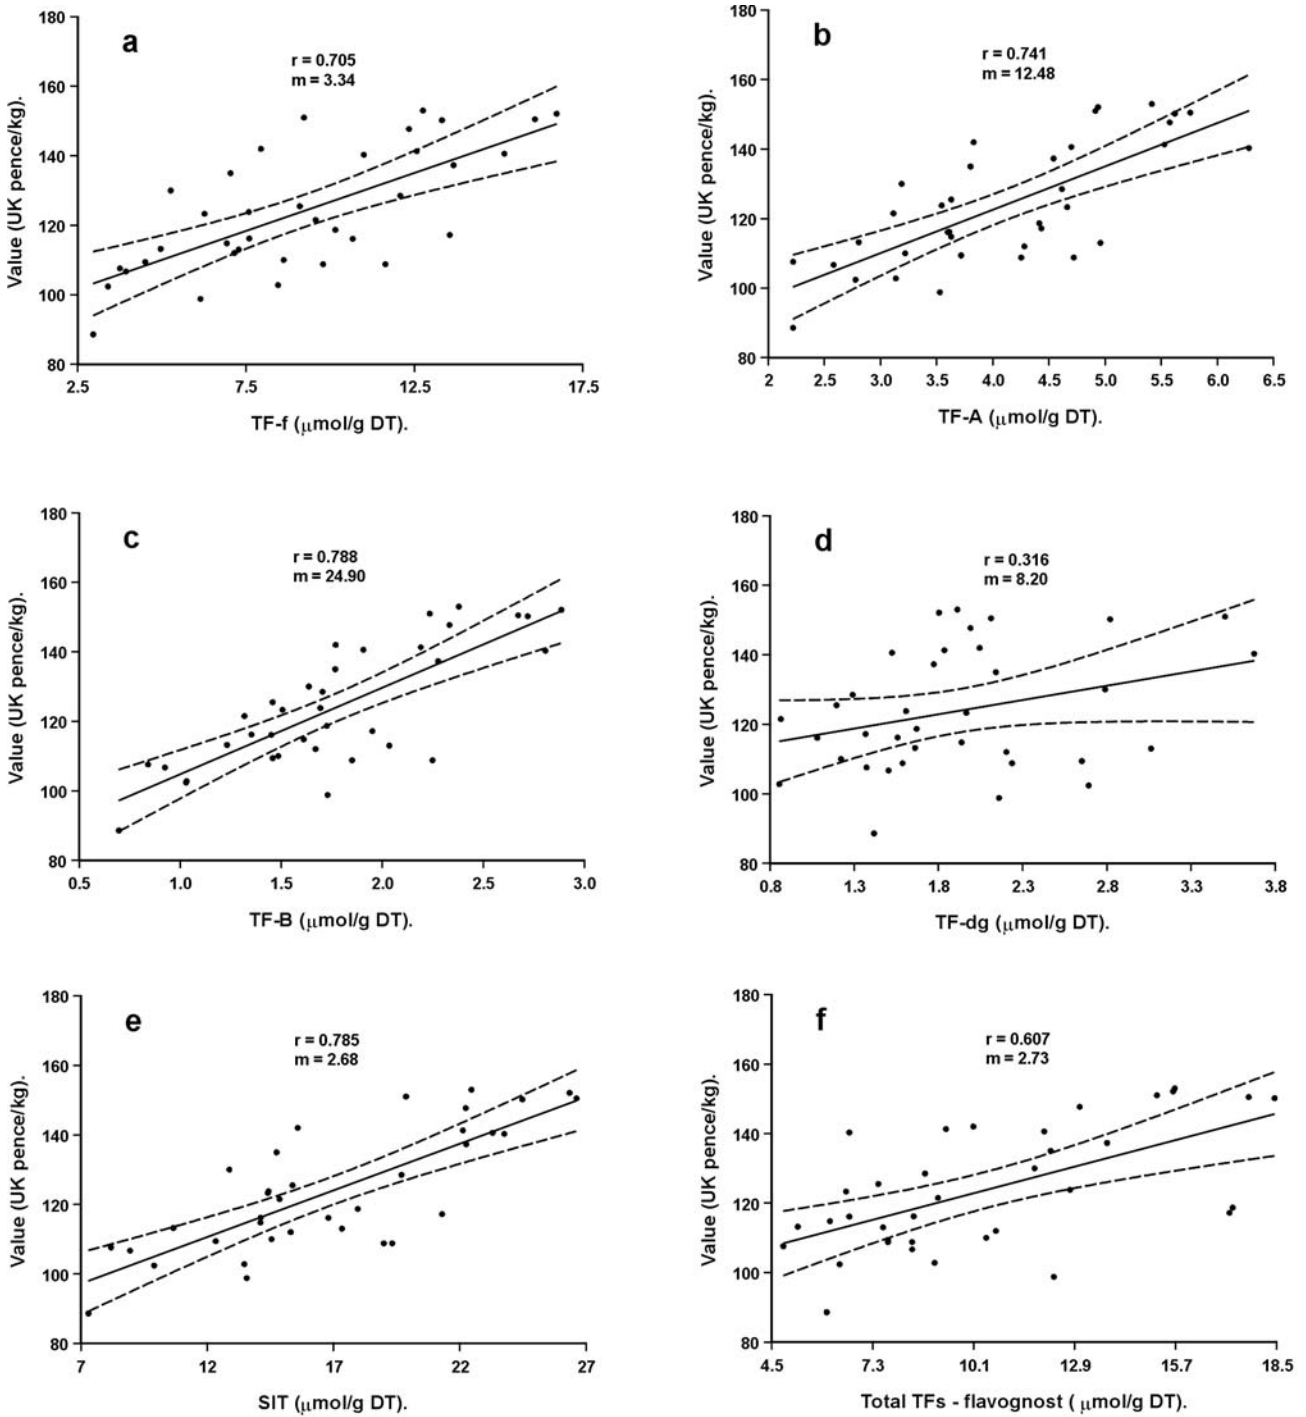 a
r = 0.705
m = 3.34
Value (UK pence/kg).
180
160
140
120
100
80
2.5 7.5 12.5 17.5
TF-f (μmol/g DT).
b
r = 0.741
m = 12.48
Value (UK pence/kg).
180
160
140
120
100
80
2 2.5 3.0 3.5 4.0 4.5 5.0 5.5 6.0 6.5
TF-A (μmol/g DT).
c
r = 0.788
m = 24.90
Value (UK pence/kg).
180
160
140
120
100
80
0.5 1.0 1.5 2.0 2.5 3.0
TF-B (μmol/g DT).
d
r = 0.316
m = 8.20
Value (UK pence/kg).
180
160
140
120
100
80
0.8 1.3 1.8 2.3 2.8 3.3 3.8
TF-dg (μmol/g DT).
e
r = 0.785
m = 2.68
Value (UK pence/kg).
180
160
140
120
100
80
7 12 17 22 27
SIT (μmol/g DT).
f
r = 0.607
m = 2.73
Value (UK pence/kg).
180
160
140
120
100
80
4.5 7.3 10.1 12.9 15.7 18.5
Total TFs - flavognost ( μmol/g DT).